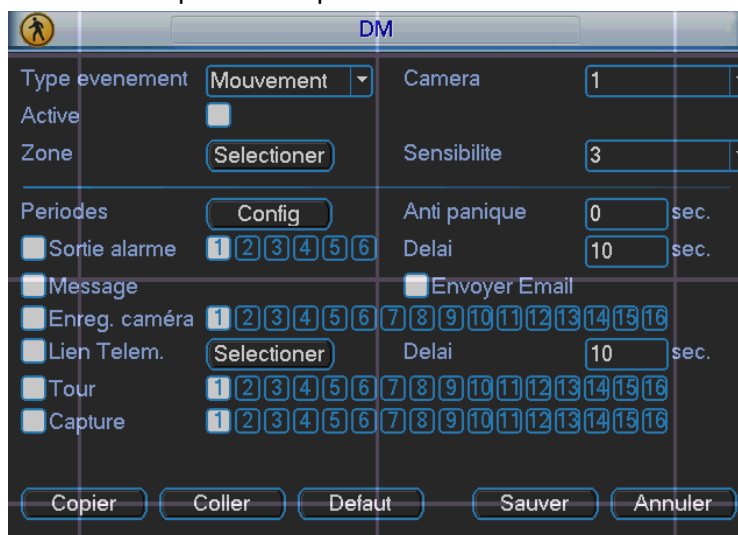 DM
Type evenement Mouvement Camera 1
Active
Zone Selectioner Sensibilite 3
Periodes Config Anti panique 0 sec.
Sortie alarme 1 2 3 4 5 6 Delai 10 sec.
Message Envoyer Email
Enreg. caméra 1 2 3 4 5 6 7 8 9 10 11 12 13 14 15 16
Lien Telem. Selectioner Delai 10 sec.
Tour 1 2 3 4 5 6 7 8 9 10 11 12 13 14 15 16
Capture 1 2 3 4 5 6 7 8 9 10 11 12 13 14 15 16
Copier Coller Defaut Sauver Annuler